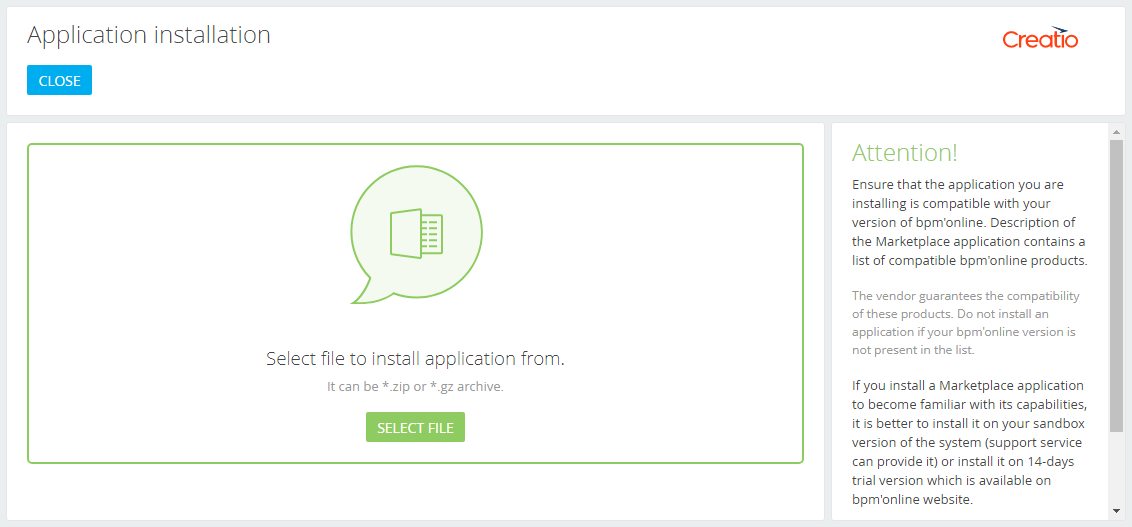 Application installation
Creatio
CLOSE
Select file to install application from.
It can be *.zip or *.gz archive.
SELECT FILE
Attention!
Ensure that the application you are
installing is compatible with your
version of bpm'online. Description of
the Marketplace application contains a
list of compatible bpm'online products.
The vendor guarantees the compatibility
of these products. Do not install an
application if your bpm'online version is
not present in the list.
If you install a Marketplace application
to become familiar with its capabilities,
it is better to install it on your sandbox
version of the system (support service
can provide it) or install it on 14-days
trial version which is available on
bpm'online website.